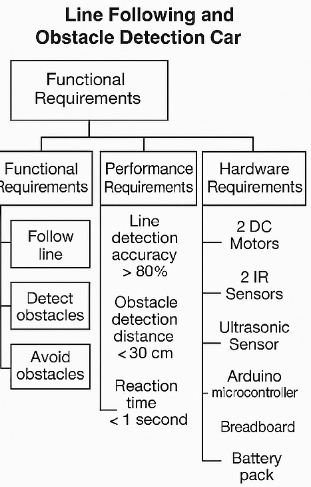 Line Following and
Obstacle Detection Car
Functional
Requirements
Functional
Requirements
Follow
line
Detect
obstacles
Avoid
obstacles
Performance
Requirements
Line
detection
accuracy
> 80%
Obstacle
detection
distance
< 30 cm
Reaction
time
< 1 second
Hardware
Requirements
2 DC
Motors
2 IR
Sensors
Ultrasonic
Sensor
Arduino
microcontroller
Breadboard
Battery
pack